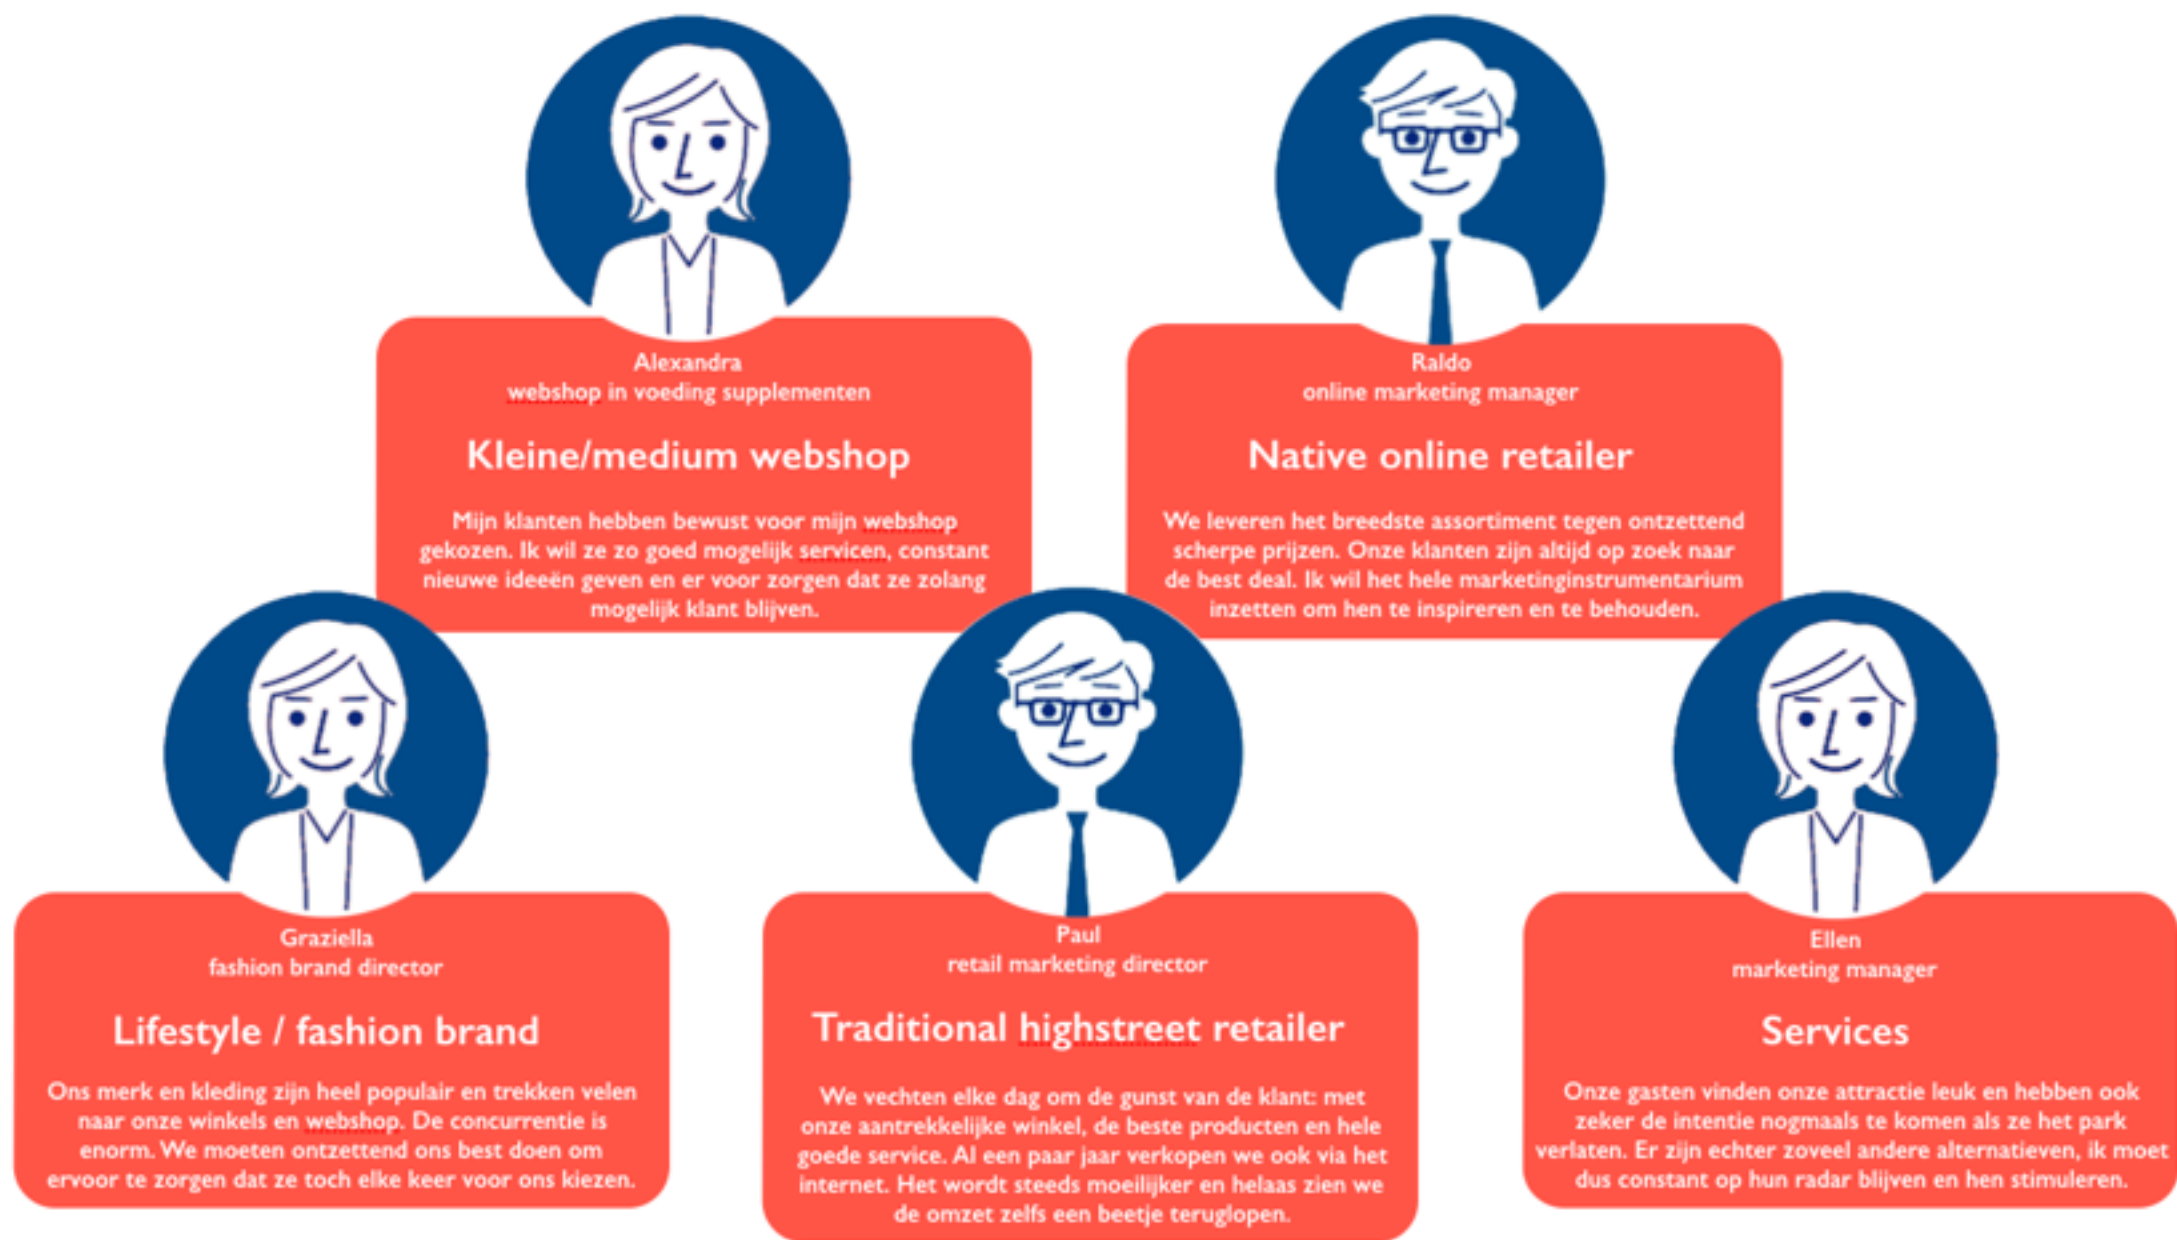 Alexandra
webshop in voeding supplementen
Kleine/medium webshop
Mijn klanten hebben bewust voor mijn webshop
gekozen. Ik wil ze zo goed mogelijk servicen, constant
nieuwe ideeën geven en er voor zorgen dat ze zolang
mogelijk klant blijven.
Raldo
online marketing manager
Native online retailer
We leveren het breedste assortiment tegen ontzettend
scherpe prijzen. Onze klanten zijn altijd op zoek naar
de best deal. Ik wil het hele marketinginstrumentarium
inzetten om hen te inspireren en te behouden.
Graziella
fashion brand director
Lifestyle / fashion brand
Ons merk en kleding zijn heel populair en trekken velen
naar onze winkels en webshop. De concurrentie is
enorm. We moeten ontzettend ons best doen om
ervoor te zorgen dat ze toch elke keer voor ons kiezen.
Paul
retail marketing director
Traditional highstreet retailer
We vechten elke dag om de gunst van de klant: met
onze aantrekkelijke winkel, de beste producten en hele
goede service. Al een paar jaar verkopen we ook via het
internet. Het wordt steeds moeilijker en helaas zien we
de omzet zelfs een beetje teruglopen.
Ellen
marketing manager
Services
Onze gasten vinden onze attractie leuk en hebben ook
zeker de intentie nogmaals te komen als ze het park
verlaten. Er zijn echter zoveel andere alternatieven, ik moet
dus constant op hun radar blijven en hen stimuleren.